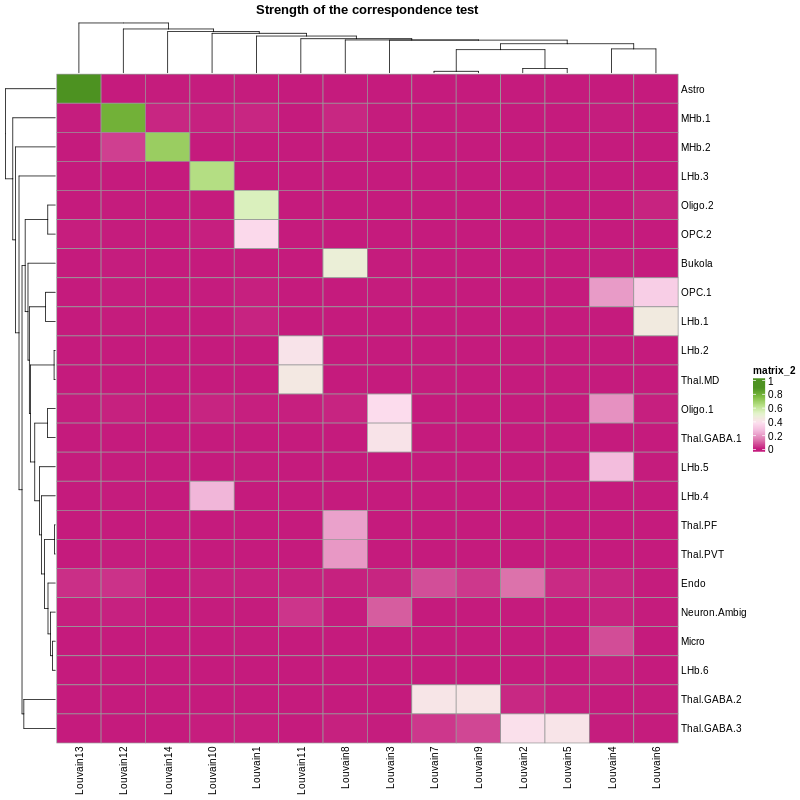 Strength of the correspondence test
Astro
MHb.1
MHb.2
LHb.3
Oligo.2
OPC.2
Bukola
OPC.1
LHb.1
LHb.2
Thal.MD
Oligo.1
Thal.GABA.1
LHb.5
LHb.4
Thal.PF
Thal.PVT
Endo
Neuron.Ambig
Micro
LHb.6
Thal.GABA.2
Thal.GABA.3
matrix_2
1
0.8
0.6
0.4
0.2
0
Louvain13
Louvain12
Louvain14
Louvain10
Louvain1
Louvain11
Louvain8
Louvain3
Louvain7
Louvain9
Louvain2
Louvain5
Louvain4
Louvain6